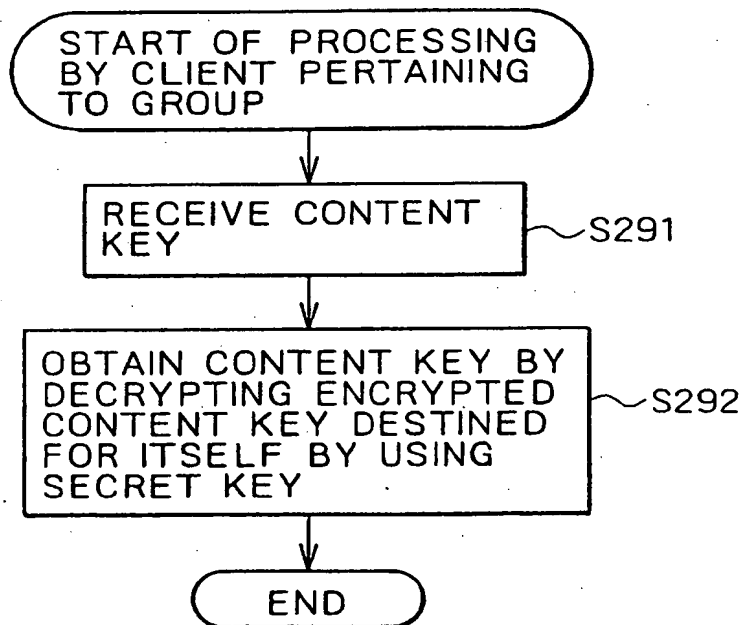 START OF PROCESSING
BY CLIENT PERTAINING
TO GROUP
RECEIVE CONTENT
KEY
S291
OBTAIN CONTENT KEY BY
DECRYPTING ENCRYPTED
CONTENT KEY DESTINED
FOR ITSELF BY USING
SECRET KEY
S292
END